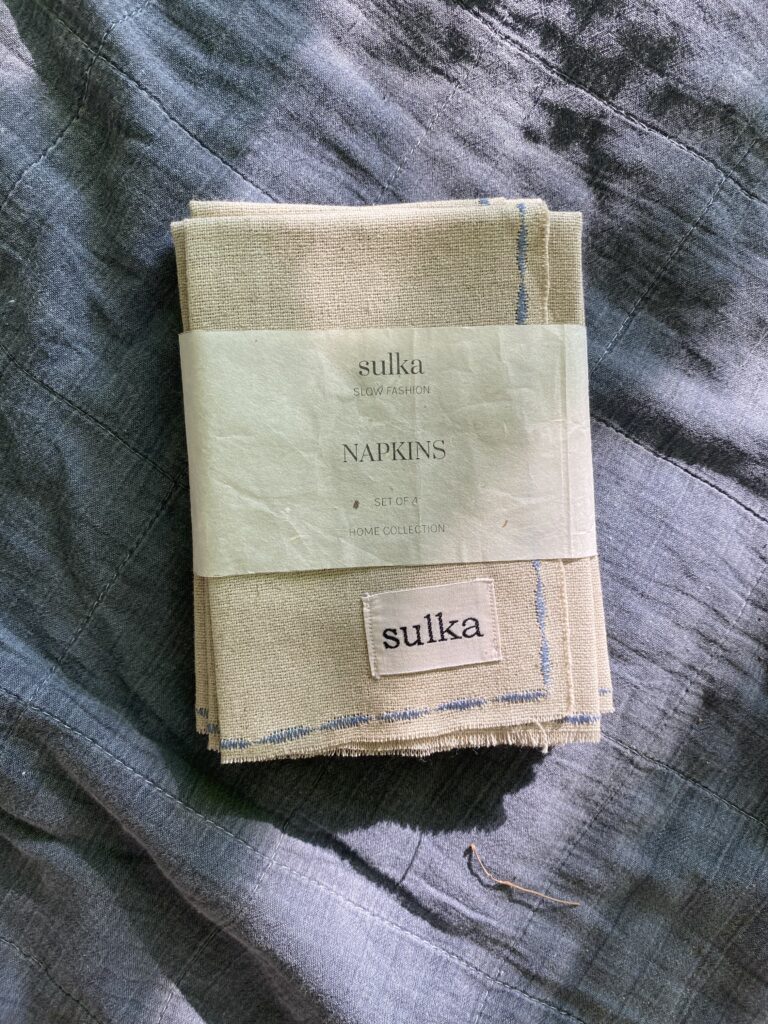 sulka
SLOW FASHION
NAPKINS
SET OF 4
HOME COLLECTION
sulka